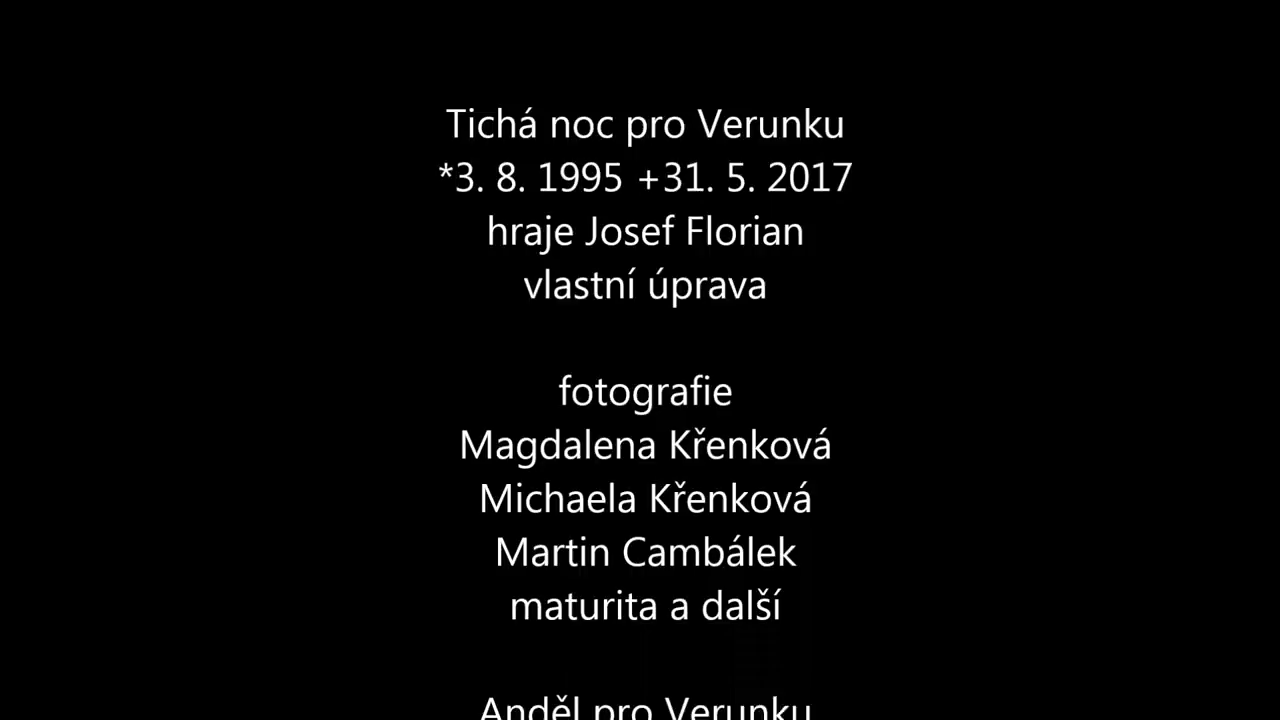 Tichá noc pro Verunku
*3. 8. 1995 +31. 5. 2017
hraje Josef Florian
vlastní úprava
fotografie
Magdalena Křenková
Michaela Křenková
Martin Cambálek
maturita a další
Anděl pro Verunku